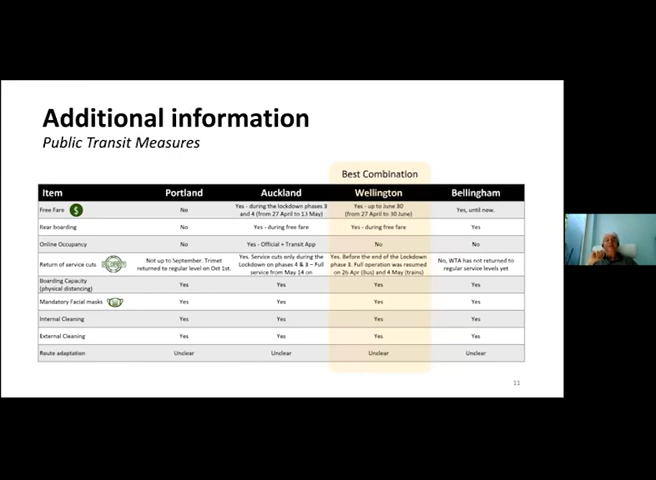 Additional information
Public Transit Measures
Best Combination
Item Portland Auckland Wellington Bellingham
Free Fare $ No Yes - during the lockdown phases 3 and 4 (from 27 April to 13 May) Yes - up to June 30 (from 27 April to 30 June) Yes, until now.
Rear boarding No Yes - during free fare Yes - during free fare Yes
Online Occupancy No Yes - Official + Transit App No No
Return of service cuts Not up to September. Trimet returned to regular level on Oct 1st. Yes. Service cuts only during the Lockdown on phases 4 & 3 – Full service from May 14 on Yes. Before the end of the Lockdown phase 3. Full operation was resumed on 26 Apr (Bus) and 4 May (trains) No, WTA has not returned to regular service levels yet
Boarding Capacity (physical distancing) Yes Yes Yes Yes
Mandatory Facial masks Yes Yes Yes Yes
Internal Cleaning Yes Yes Yes Yes
External Cleaning Yes Yes Yes Yes
Route adaptation Unclear Unclear Unclear Unclear
11